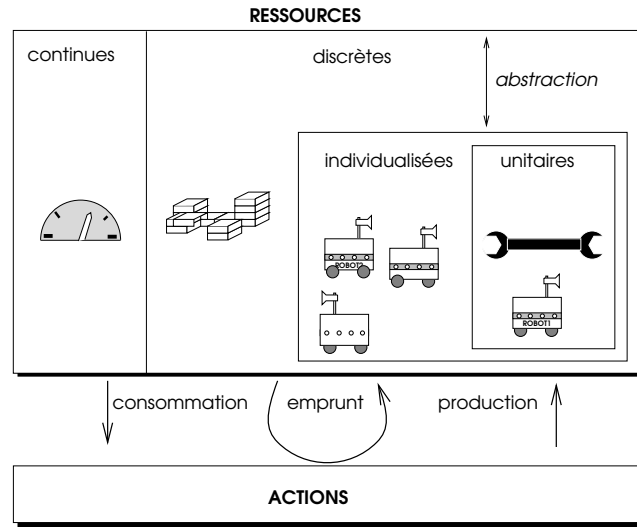 RESSOURCES
continues
discrètes
abstraction
individualisées
unitaires
ROBOT2
ROBOT1
consommation
emprunt
production
ACTIONS